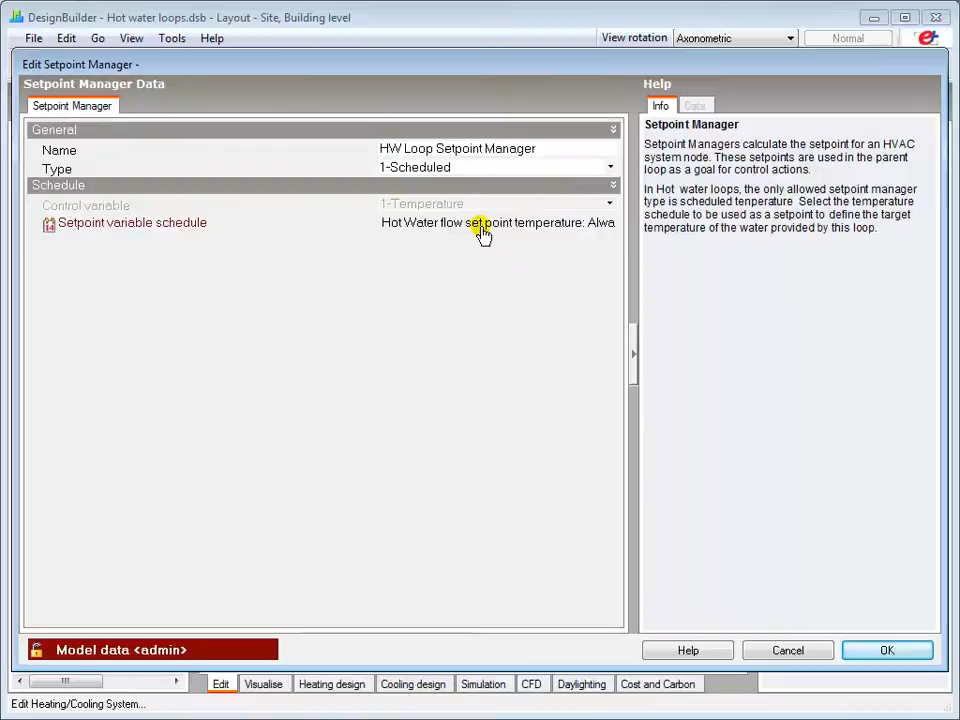 DesignBuilder - Hot water loops.dsb - Layout - Site, Building level
File Edit Go View Tools Help
View rotation Axonometric Normal
Edit Setpoint Manager -
Setpoint Manager Data
Help
Setpoint Manager
Info Data
General
Name HW Loop Setpoint Manager
Type 1-Scheduled
Schedule
Control variable 1-Temperature
14 Setpoint variable schedule Hot Water flow set point temperature: Alwa
Setpoint Manager
Setpoint Managers calculate the setpoint for an HVAC
system node. These setpoints are used in the parent
loop as a goal for control actions.
In Hot water loops, the only allowed setpoint manager
type is scheduled tenperature Select the temperature
schedule to be used as a setpoint to define the target
temperature of the water provided by this loop.
Model data <admin>
Help Cancel OK
Edit Visualise Heating design Cooling design Simulation CFD Daylighting Cost and Carbon
Edit Heating/Cooling System...